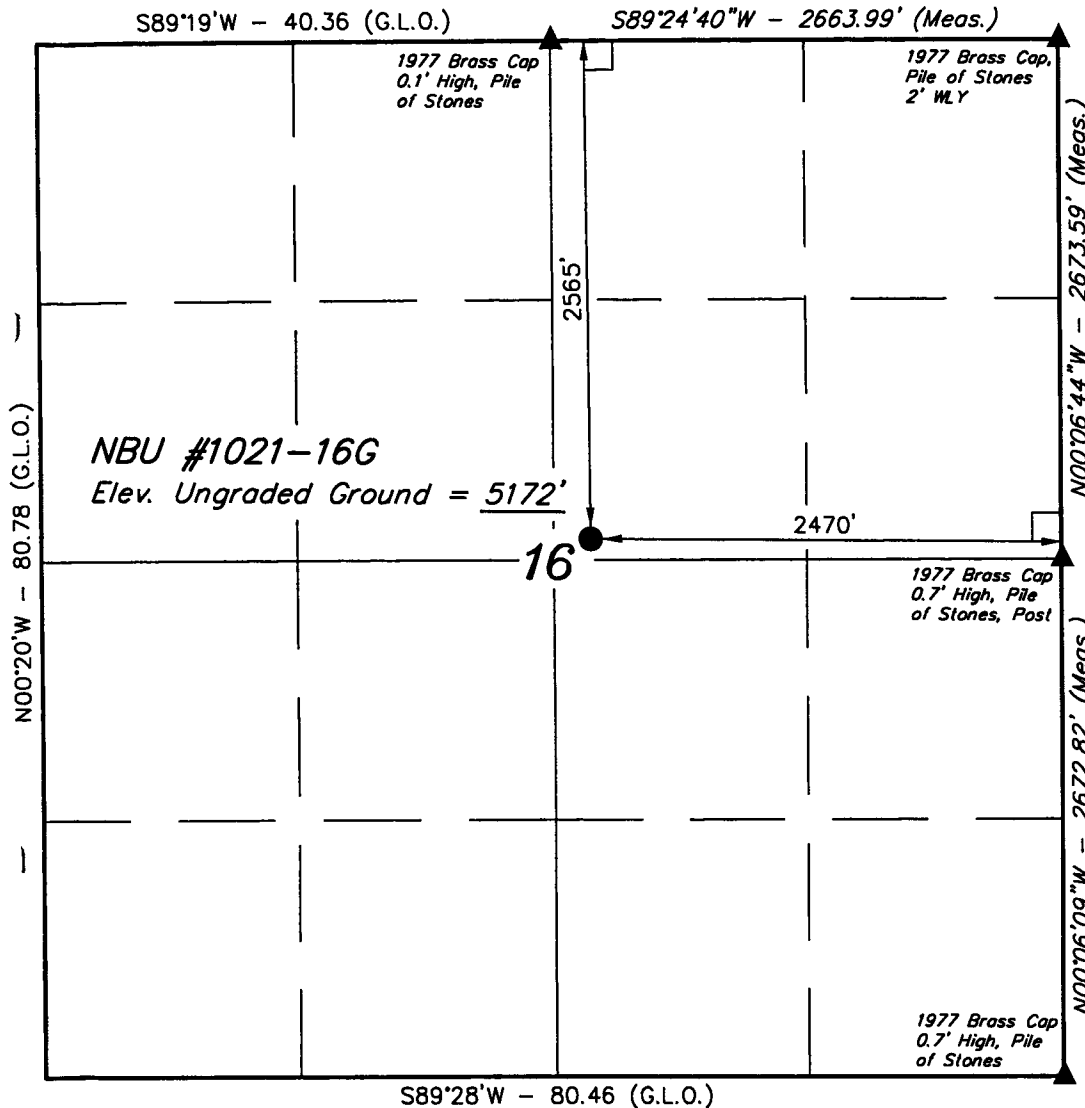 S89°19'W - 40.36 (G.L.O.)
S89°24'40"W - 2663.99' (Meas.)
1977 Brass Cap
0.1' High, Pile
of Stones
1977 Brass Cap,
Pile of Stones
2' WLY
N00°06'44"W - 2673.59' (Meas.)
2565'
N00°20'W - 80.78 (G.L.O.)
NBU #1021-16G
Elev. Ungraded Ground = 5172'
2470'
16
1977 Brass Cap
0.7' High, Pile
of Stones, Post
N00°06'09"W - 2672.82' (Meas.)
1977 Brass Cap
0.7' High, Pile
of Stones
S89°28'W - 80.46 (G.L.O.)